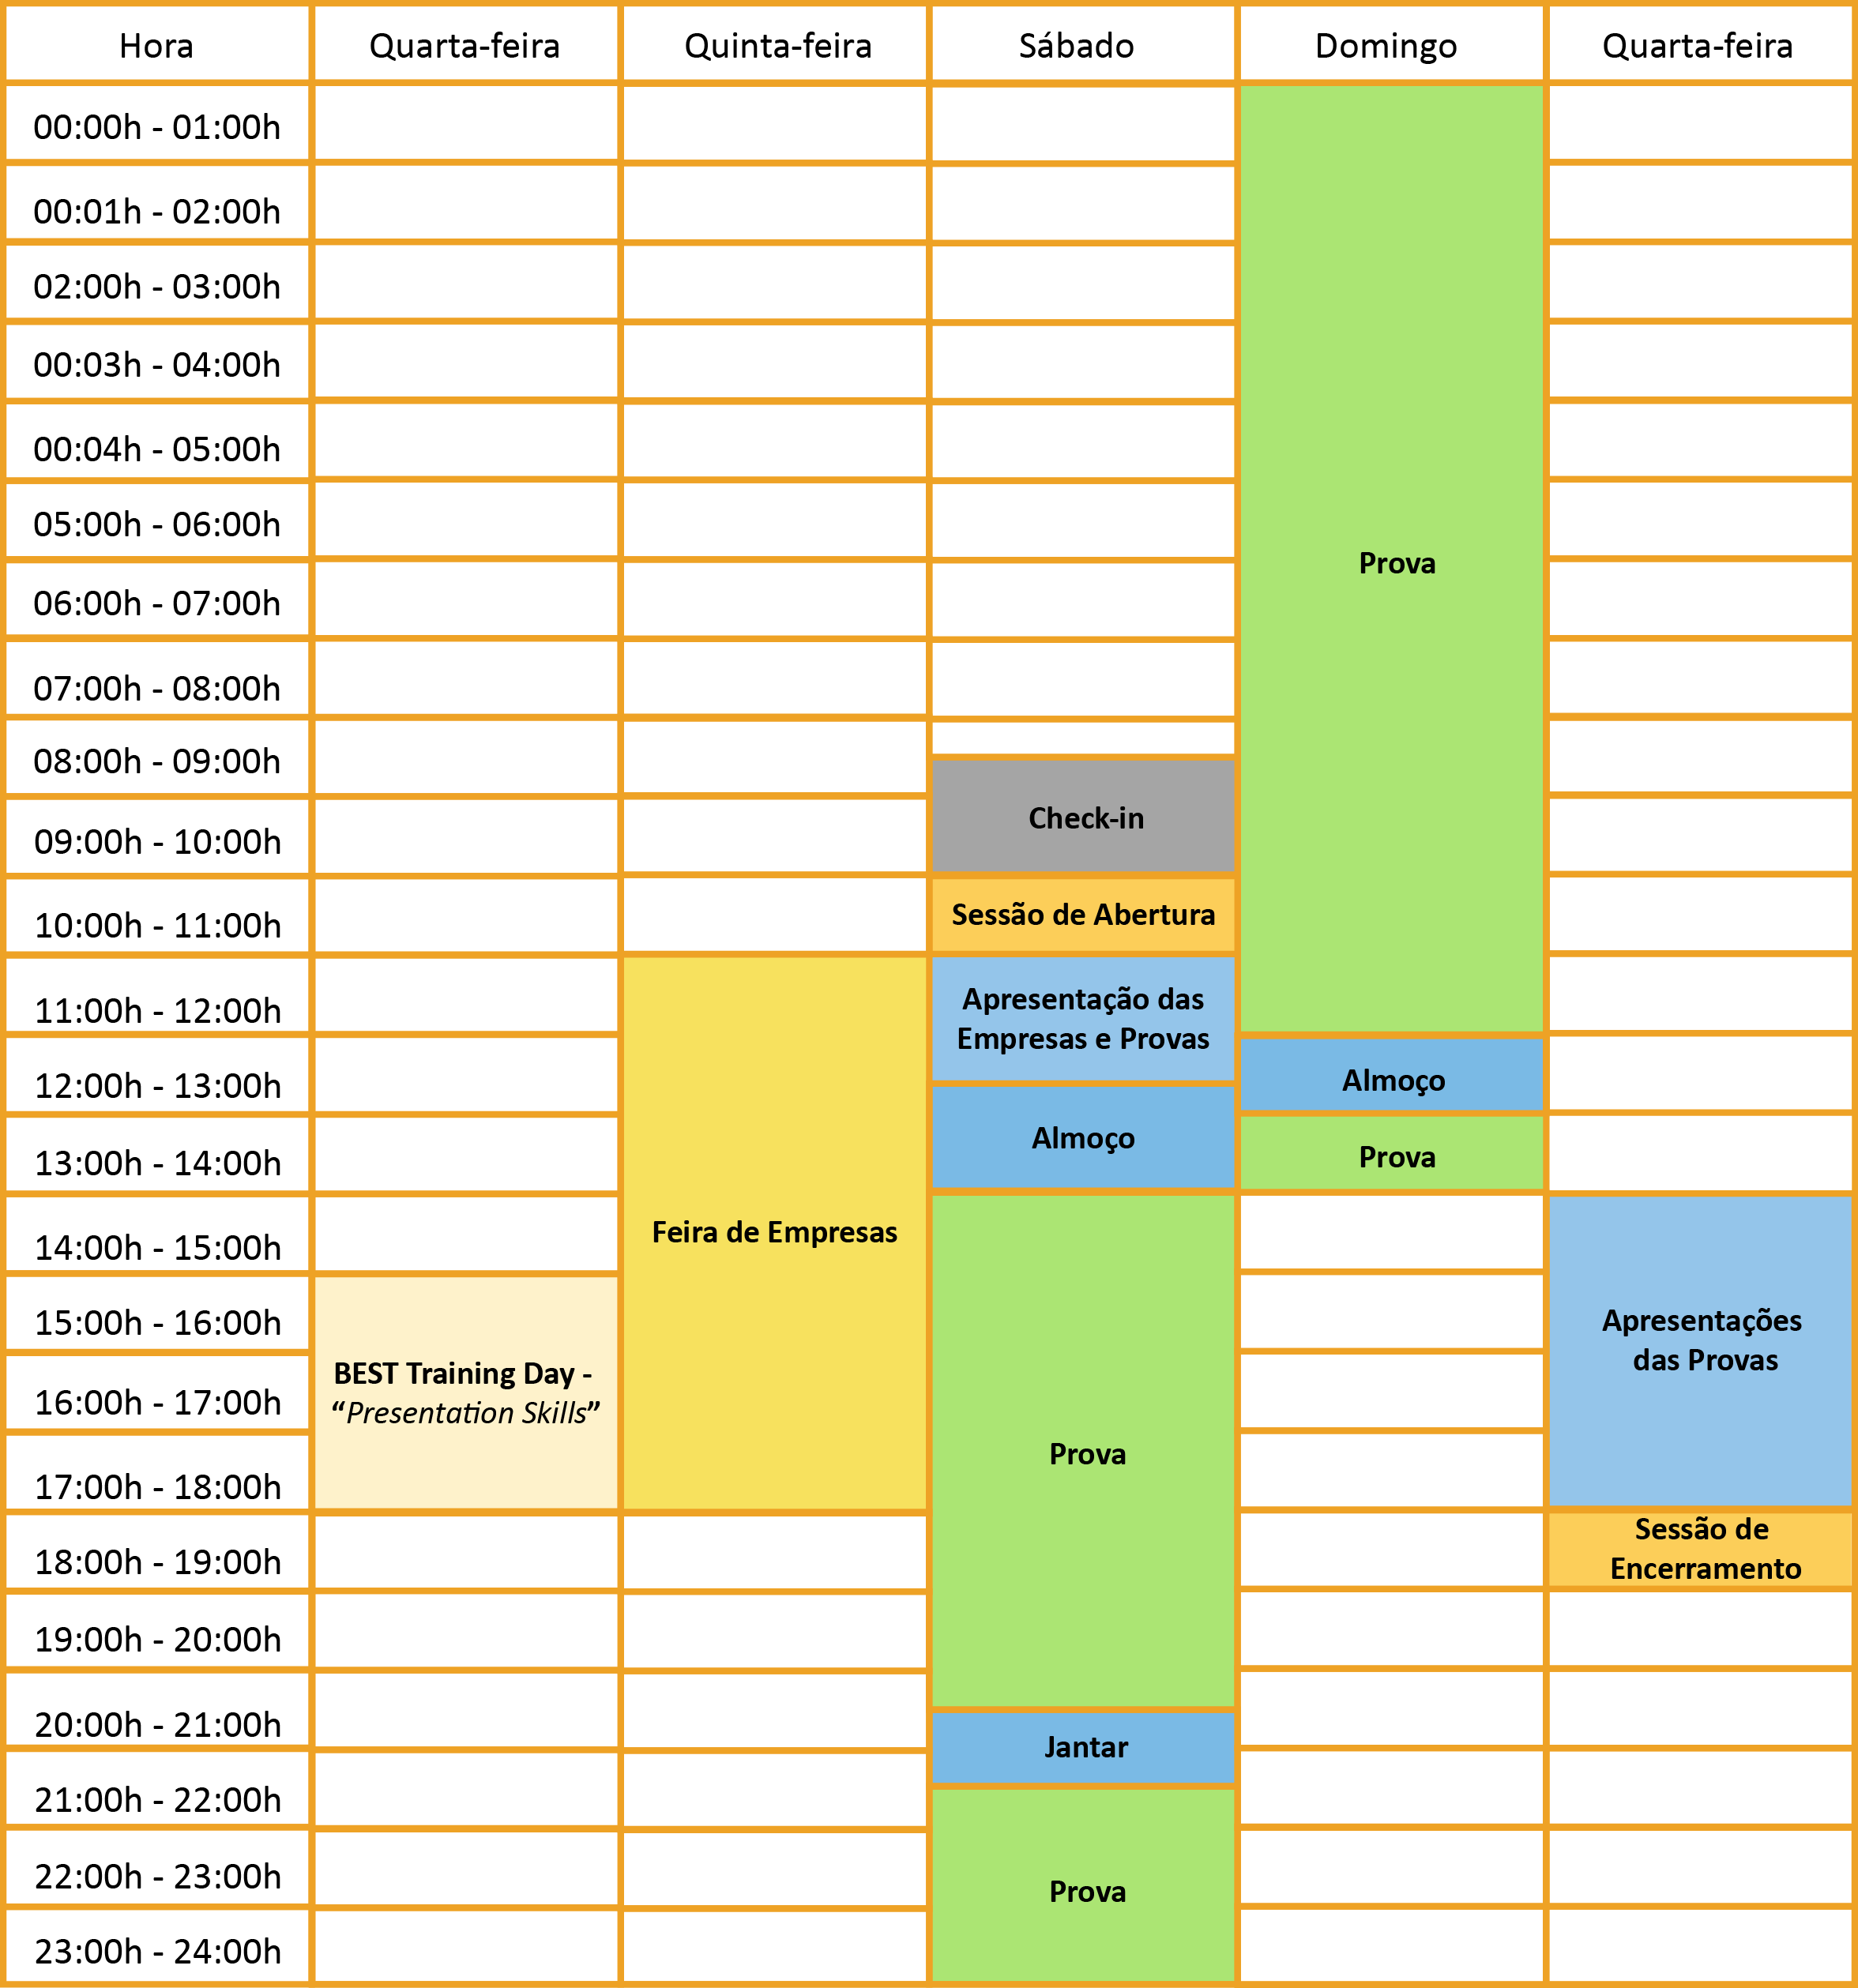 Hora Quarta-feira Quinta-feira Sábado Domingo Quarta-feira
00:00h - 01:00h
00:01h - 02:00h
02:00h - 03:00h
00:03h - 04:00h
00:04h - 05:00h
05:00h - 06:00h
Prova
06:00h - 07:00h
07:00h - 08:00h
08:00h - 09:00h
Check-in
09:00h - 10:00h
10:00h - 11:00h
Sessão de Abertura
11:00h - 12:00h
Apresentação das
Empresas e Provas
12:00h - 13:00h
Almoço
Almoço
13:00h - 14:00h
Prova
14:00h - 15:00h
Feira de Empresas
15:00h - 16:00h
Apresentações
das Provas
BEST Training Day -
“Presentation Skills”
16:00h - 17:00h
Prova
17:00h - 18:00h
18:00h - 19:00h
Sessão de
Encerramento
19:00h - 20:00h
20:00h - 21:00h
Jantar
21:00h - 22:00h
22:00h - 23:00h
Prova
23:00h - 24:00h